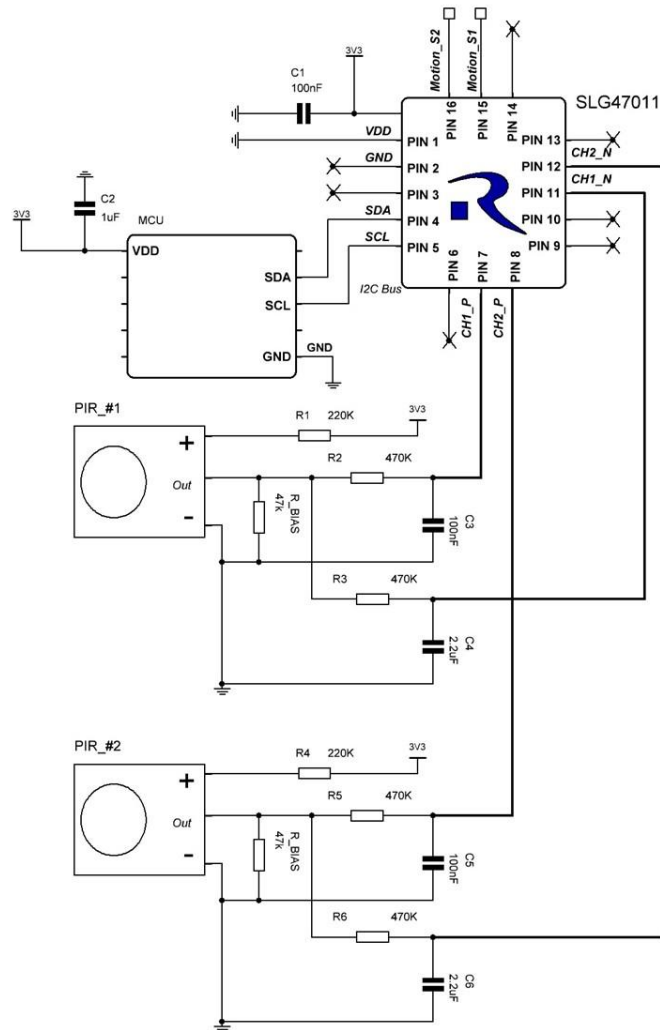 Motion_S2
Motion_S1
3V3
C1
100nF
SLG47011
PIN 16
PIN 15
PIN 14
VDD
PIN 1
PIN 13
GND
PIN 2
PIN 12
CH2_N
PIN 3
PIN 11
CH1_N
SDA
PIN 4
PIN 10
SCL
PIN 5
PIN 9
PIN 6
PIN 7
PIN 8
I2C Bus
CH1_P
CH2_P
R
C2
1uF
3V3
MCU
VDD
SDA
SCL
GND
GND
PIR_#1
R1 220K
3V3
+
R2 470K
Out
-
R_BIAS
47k
C3
100nF
R3 470K
C4
2.2uF
PIR_#2
R4 220K
3V3
+
R5 470K
Out
-
R_BIAS
47k
C5
100nF
R6 470K
C6
2.2uF